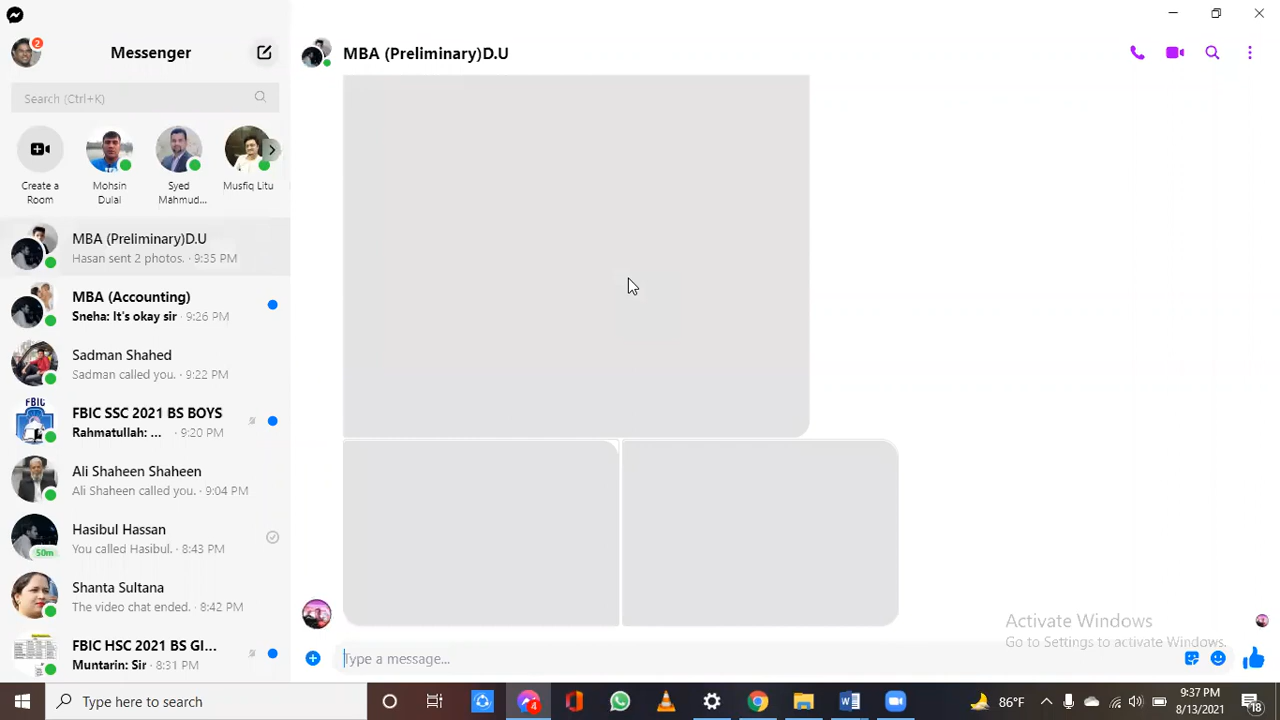 Messenger
2
Search (Ctrl+K)
Create a Room
Mohsin Dulal
Syed Mahmud...
Musfiq Litu
MBA (Preliminary)D.U
Hasan sent 2 photos. · 9:35 PM
MBA (Accounting)
Sneha: It's okay sir · 9:26 PM
Sadman Shahed
Sadman called you. · 9:22 PM
FBIC
FBIC SSC 2021 BS BOYS
Rahmatullah: ... · 9:20 PM
Ali Shaheen Shaheen
Ali Shaheen called you. · 9:04 PM
Hasibul Hassan
You called Hasibul. · 8:43 PM
50m
Shanta Sultana
The video chat ended. · 8:42 PM
FBIC HSC 2021 BS GI...
Muntarin: Sir · 8:31 PM
MBA (Preliminary)D.U
Type a message...
Activate Windows
Go to Settings to activate Windows.
Type here to search
4
86°F
9:37 PM
8/13/2021
18